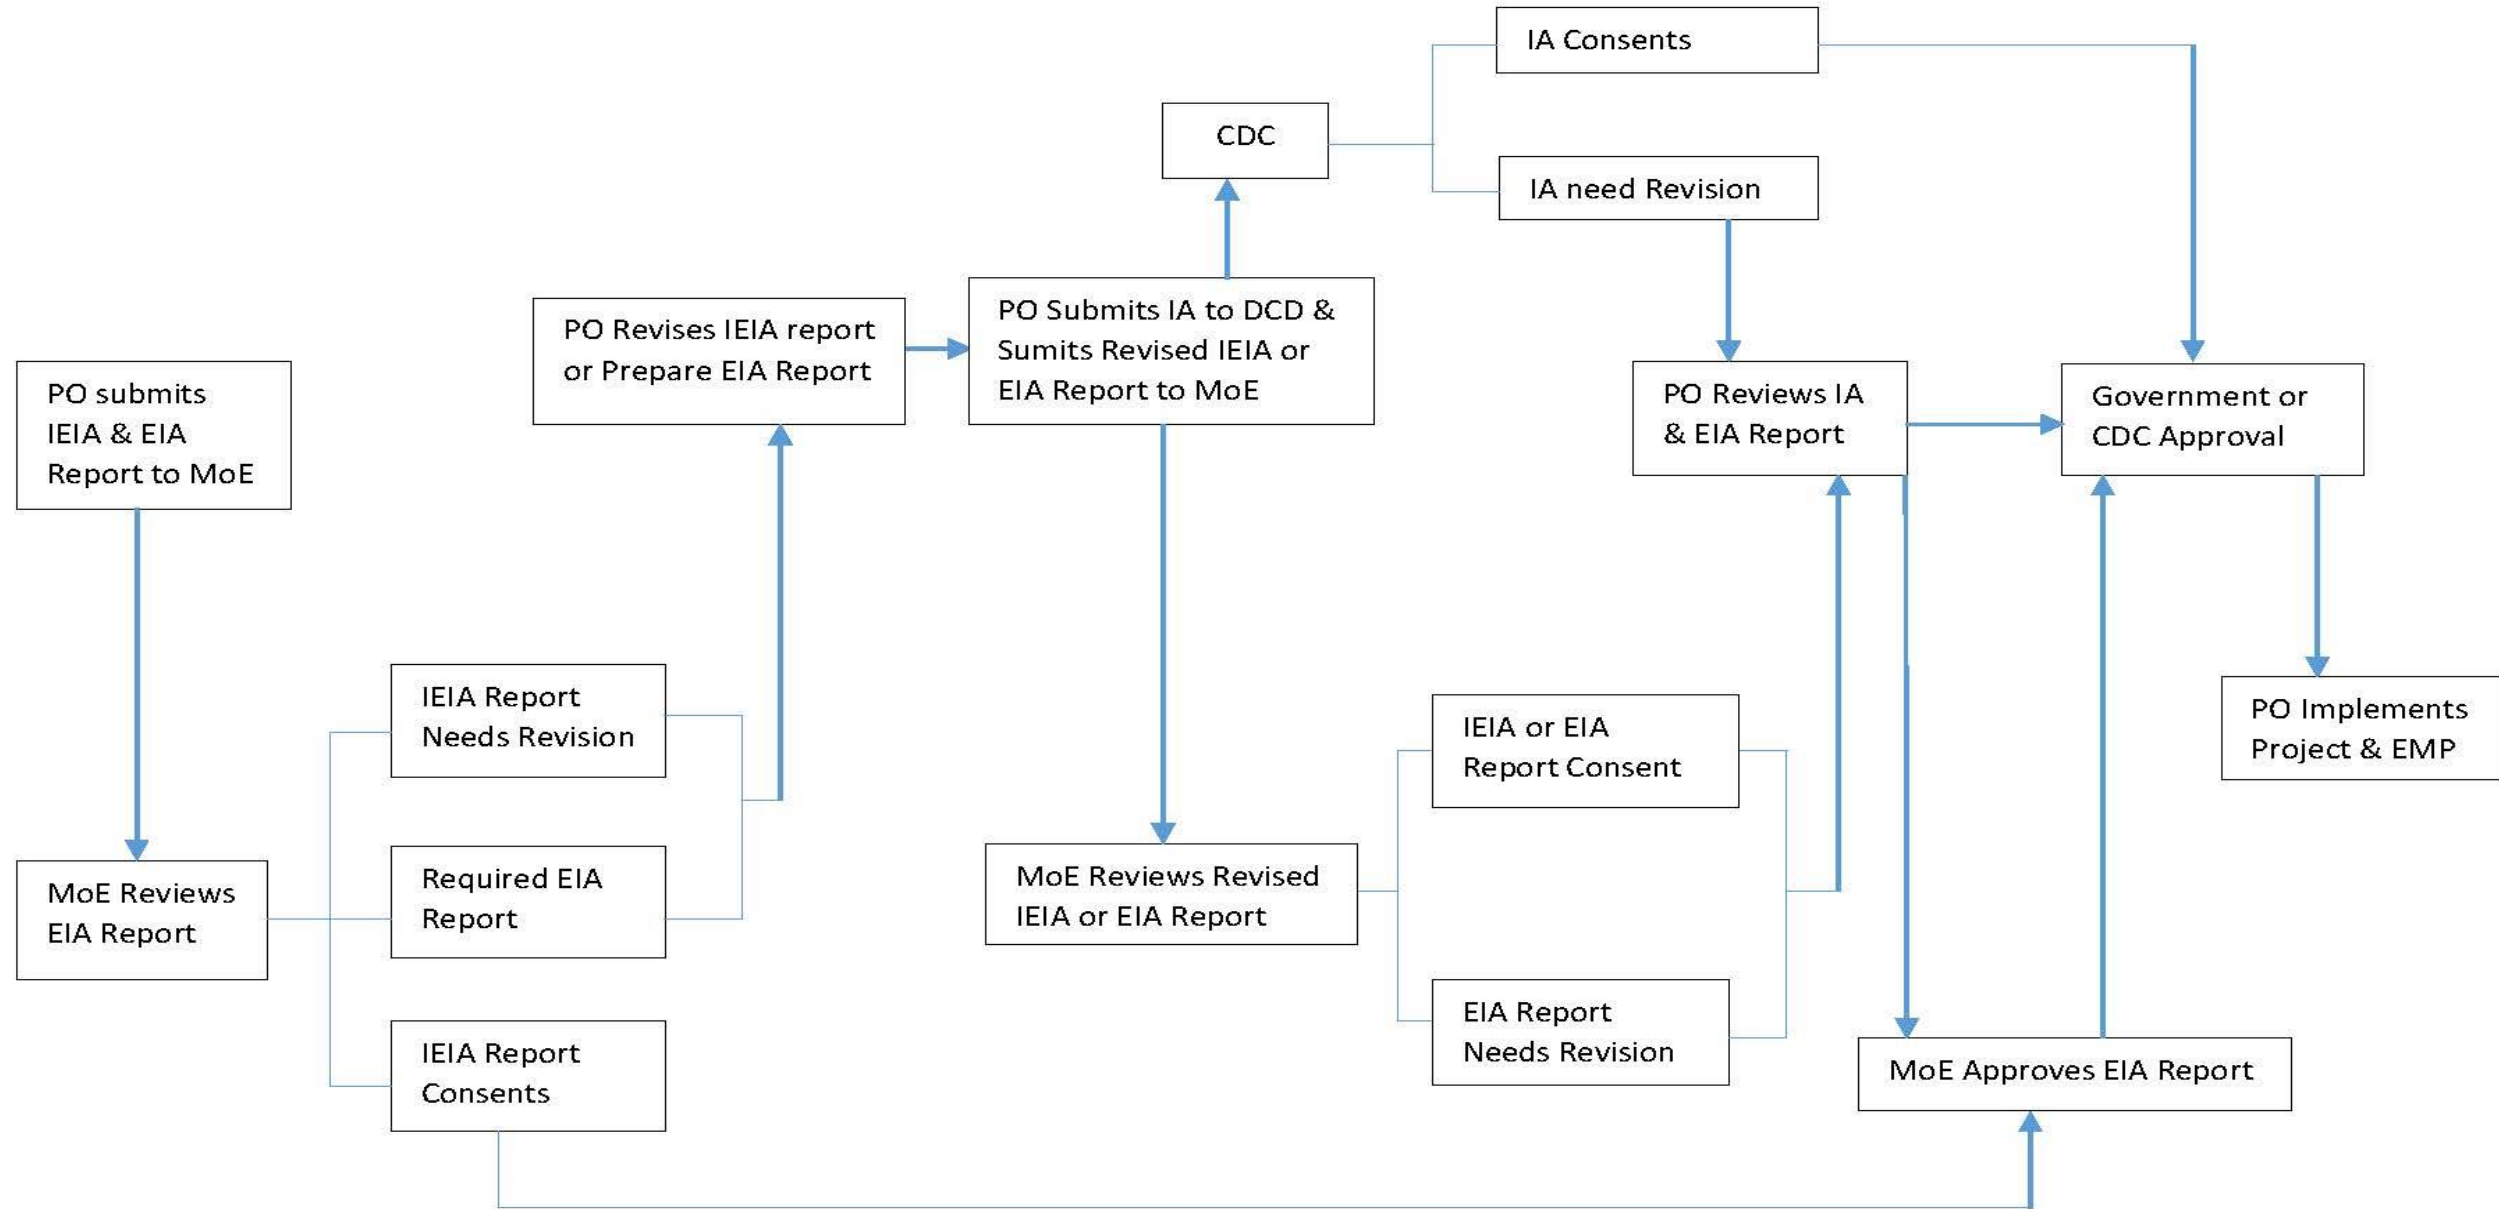 IA Consents
CDC
IA need Revision
PO Submits IA to DCD &
Sumits Revised IEIA or
EIA Report to MoE
PO Revises IEIA report
or Prepare EIA Report
PO submits
IEIA & EIA
Report to MoE
PO Reviews IA
& EIA Report
Government or
CDC Approval
IEIA Report
Needs Revision
Required EIA
Report
IEIA Report
Consents
MoE Reviews
EIA Report
MoE Reviews Revised
IEIA or EIA Report
IEIA or EIA
Report Consent
EIA Report
Needs Revision
PO Implements
Project & EMP
MoE Approves EIA Report